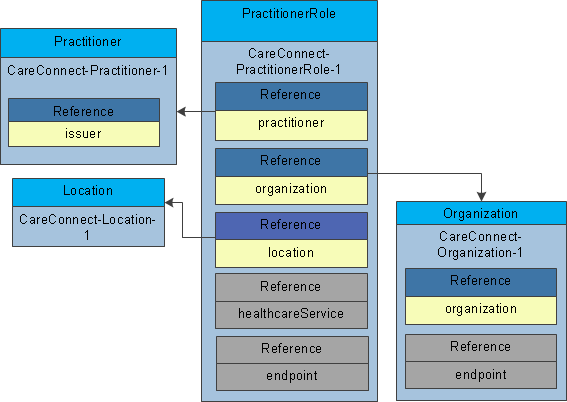 Practitioner
CareConnect-Practitioner-1
Reference
issuer
Location
CareConnect-Location-
1
PractitionerRole
CareConnect-
PractitionerRole-1
Reference
practitioner
Reference
organization
Reference
location
Reference
healthcareService
Reference
endpoint
Organization
CareConnect-
Organization-1
Reference
organization
Reference
endpoint